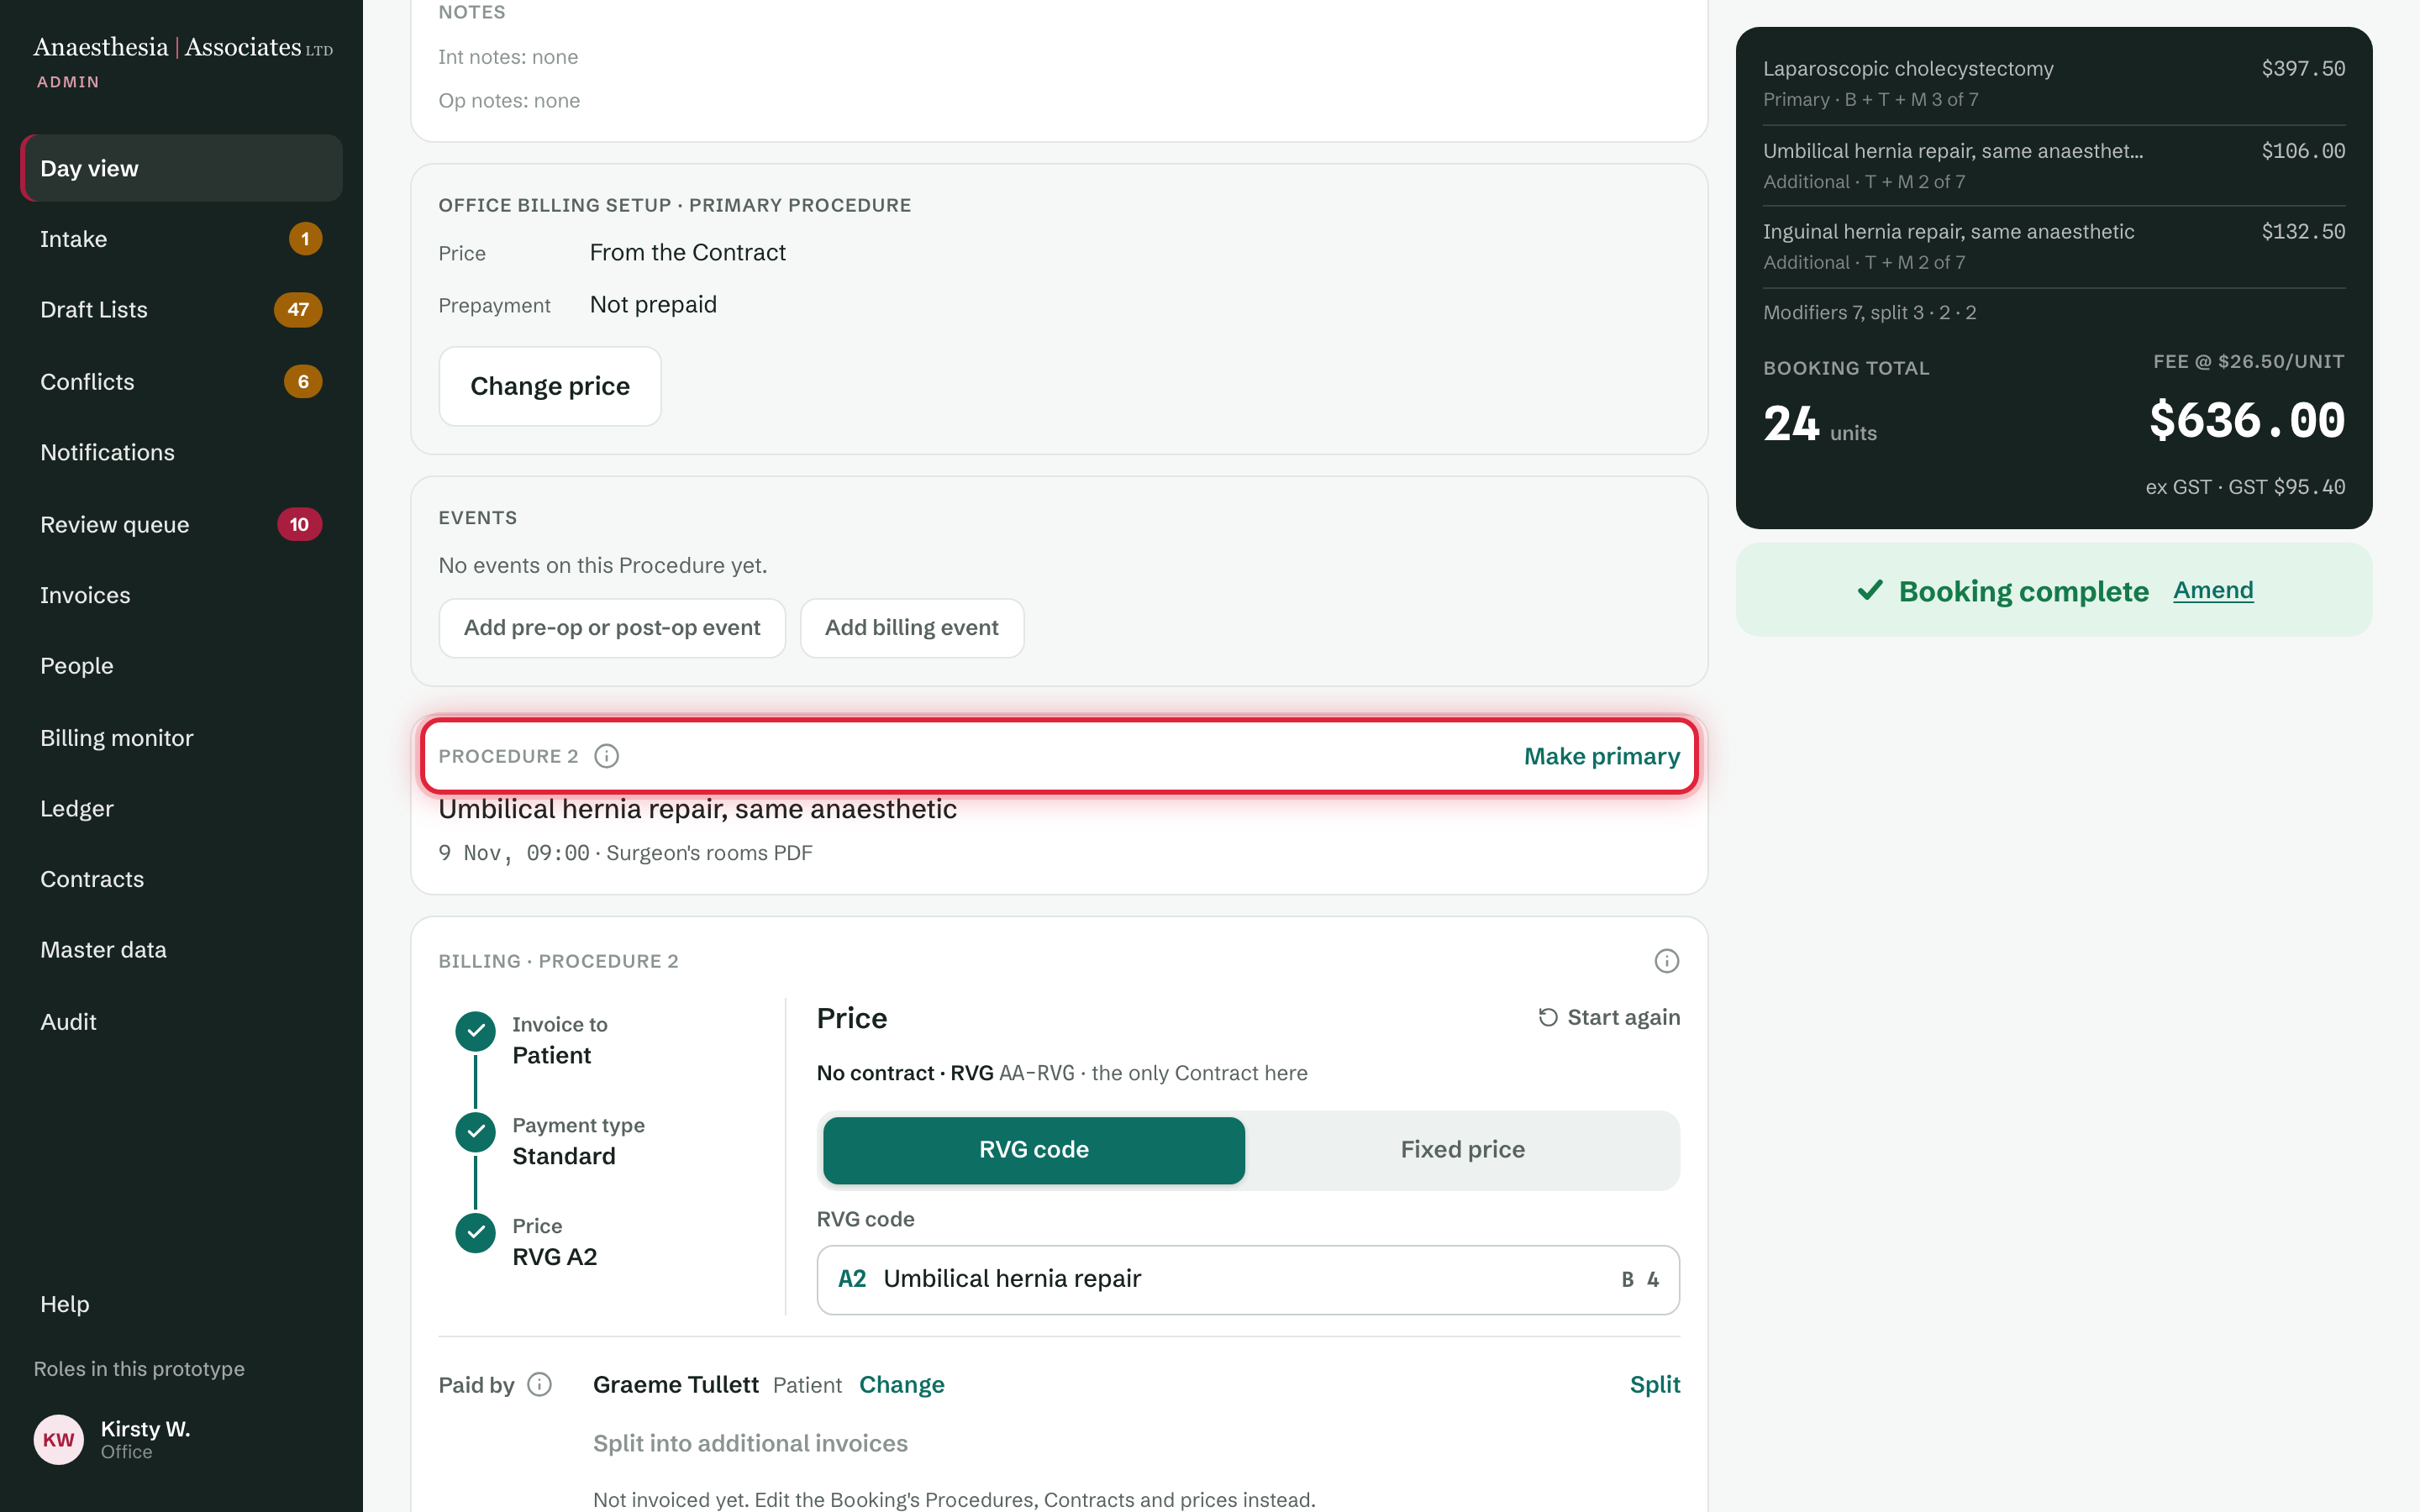 Anaesthesia | Associates LTD
ADMIN
Day view
Intake 1
Draft Lists 47
Conflicts 6
Notifications
Review queue 10
Invoices
People
Billing monitor
Ledger
Contracts
Master data
Audit
Help
Roles in this prototype
KW Kirsty W.
Office
NOTES
Int notes: none
Op notes: none
OFFICE BILLING SETUP · PRIMARY PROCEDURE
Price From the Contract
Prepayment Not prepaid
Change price
EVENTS
No events on this Procedure yet.
Add pre-op or post-op event Add billing event
PROCEDURE 2 Make primary
Umbilical hernia repair, same anaesthetic
9 Nov, 09:00 · Surgeon's rooms PDF
BILLING · PROCEDURE 2
Invoice to
Patient
Payment type
Standard
Price
RVG A2
Price Start again
No contract · RVG AA-RVG · the only Contract here
RVG code Fixed price
RVG code
A2 Umbilical hernia repair B 4
Paid by Graeme Tullett Patient Change Split
Split into additional invoices
Not invoiced yet. Edit the Booking's Procedures, Contracts and prices instead.
Laparoscopic cholecystectomy $397.50
Primary · B + T + M 3 of 7
Umbilical hernia repair, same anaesthet... $106.00
Additional · T + M 2 of 7
Inguinal hernia repair, same anaesthetic $132.50
Additional · T + M 2 of 7
Modifiers 7, split 3 · 2 · 2
BOOKING TOTAL FEE @ $26.50/UNIT
24 units $636.00
ex GST · GST $95.40
Booking complete Amend